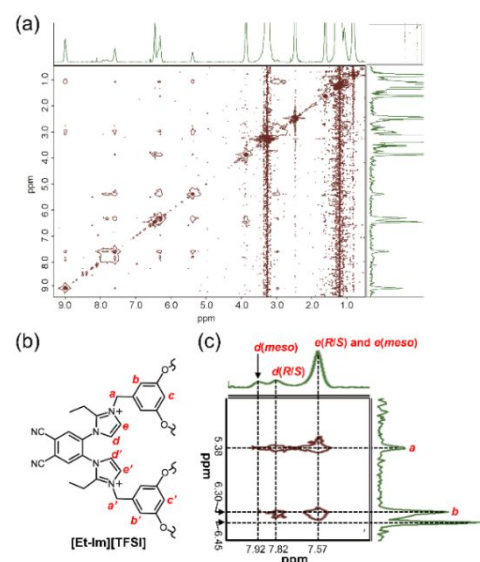 (a)
1.0
2.0
3.0
4.0
5.0
6.0
7.0
8.0
9.0
ppm
9.0 8.0 7.0 6.0 5.0 4.0 3.0 2.0 1.0
ppm
(b)
a
b
c
N
N+
e
d
NC
NC
N
d'
e'
N+
a'
b'
c'
[Et-Im][TFSI]
(c)
d(meso)
e(R/S) and e(meso)
d(R/S)
5.38
a
ppm
6.30
b
6.45
7.92 7.82 7.57
ppm